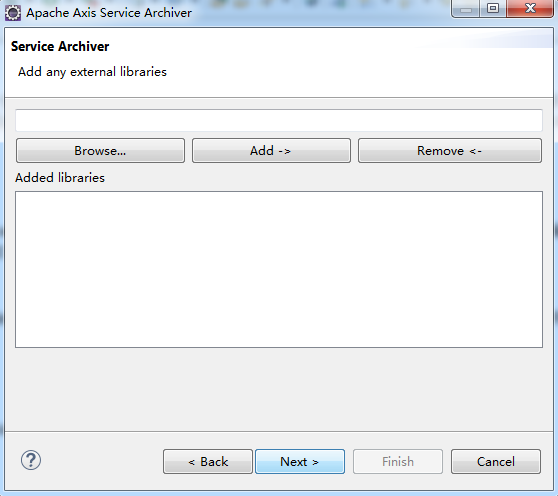 Apache Axis Service Archiver
Service Archiver
Add any external libraries
Browse...
Add ->
Remove <-
Added libraries
?
< Back
Next >
Finish
Cancel